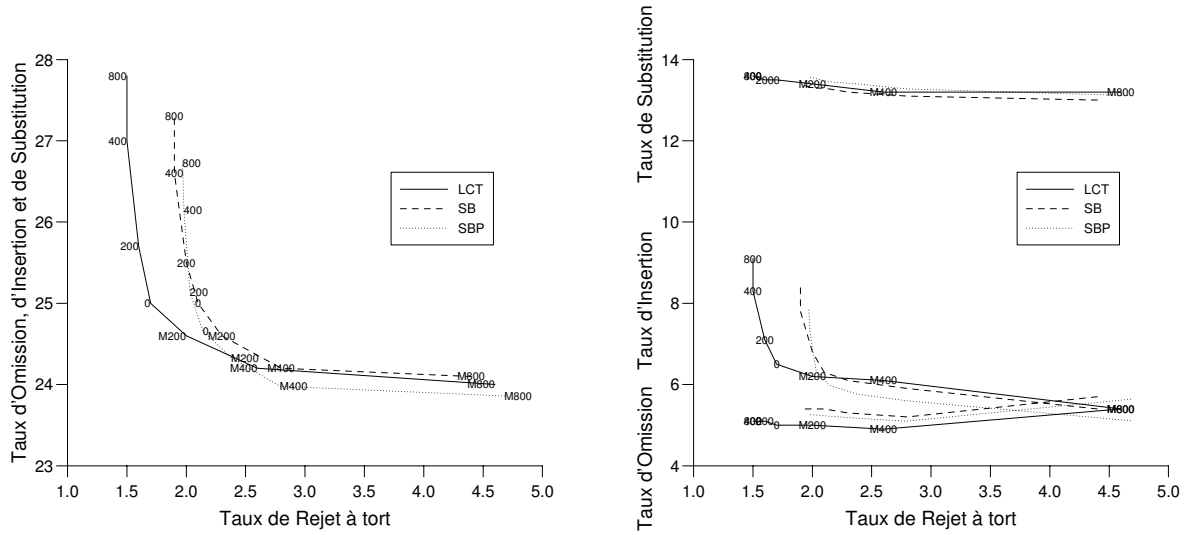 Taux d'Omission, d'Insertion et de Substitution
28
27
26
25
24
23
1.0 1.5 2.0 2.5 3.0 3.5 4.0 4.5 5.0
Taux de Rejet à tort
800
400
200
0
M200
M400
M800
800
400
200
0
M200
M400
M800
800
400
200
0
M200
M400
M800
LCT
SB
SBP
Taux d'Omission Taux d'Insertion Taux de Substitution
14
12
10
8
6
4
1.0 1.5 2.0 2.5 3.0 3.5 4.0 4.5 5.0
Taux de Rejet à tort
M200
M400
M800
800
400
200
0
M200
M400
M800
0
M200
M400
LCT
SB
SBP